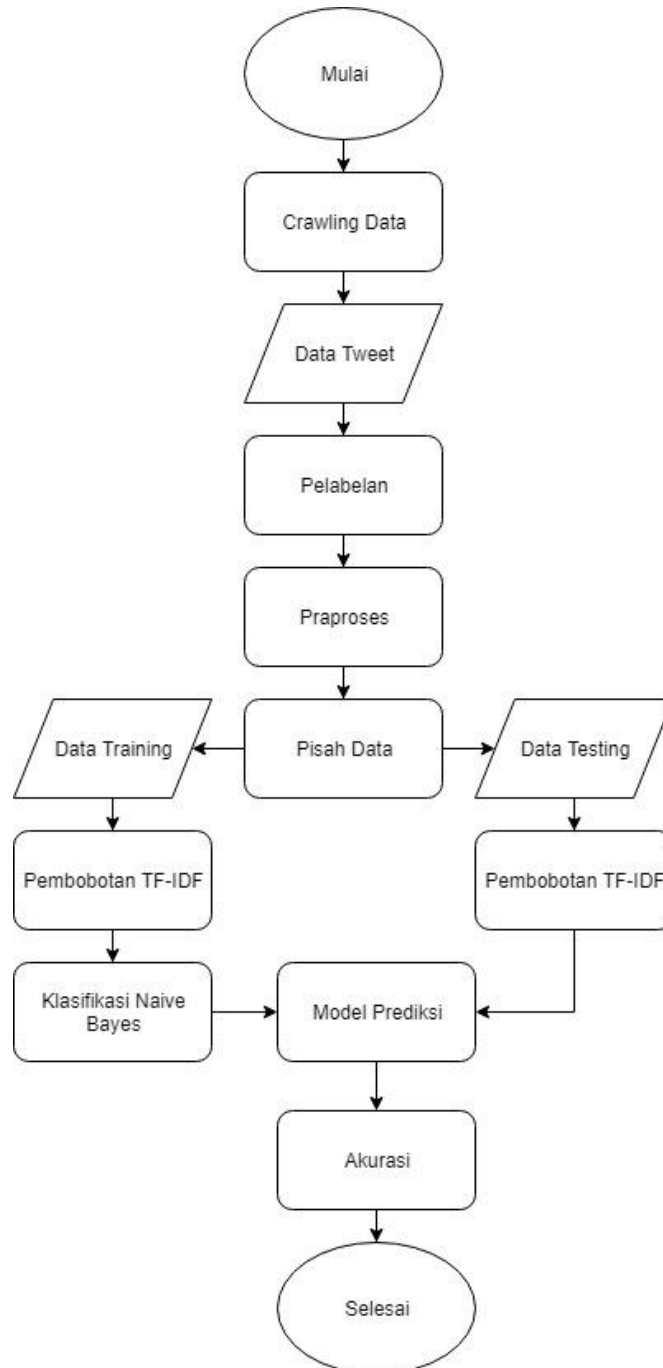 Mulai
Crawling Data
Data Tweet
Pelabelan
Praproses
Data Training
Pisah Data
Data Testing
Pembobotan TF-IDF
Pembobotan TF-IDF
Klasifikasi Naive
Bayes
Model Prediksi
Akurasi
Selesai